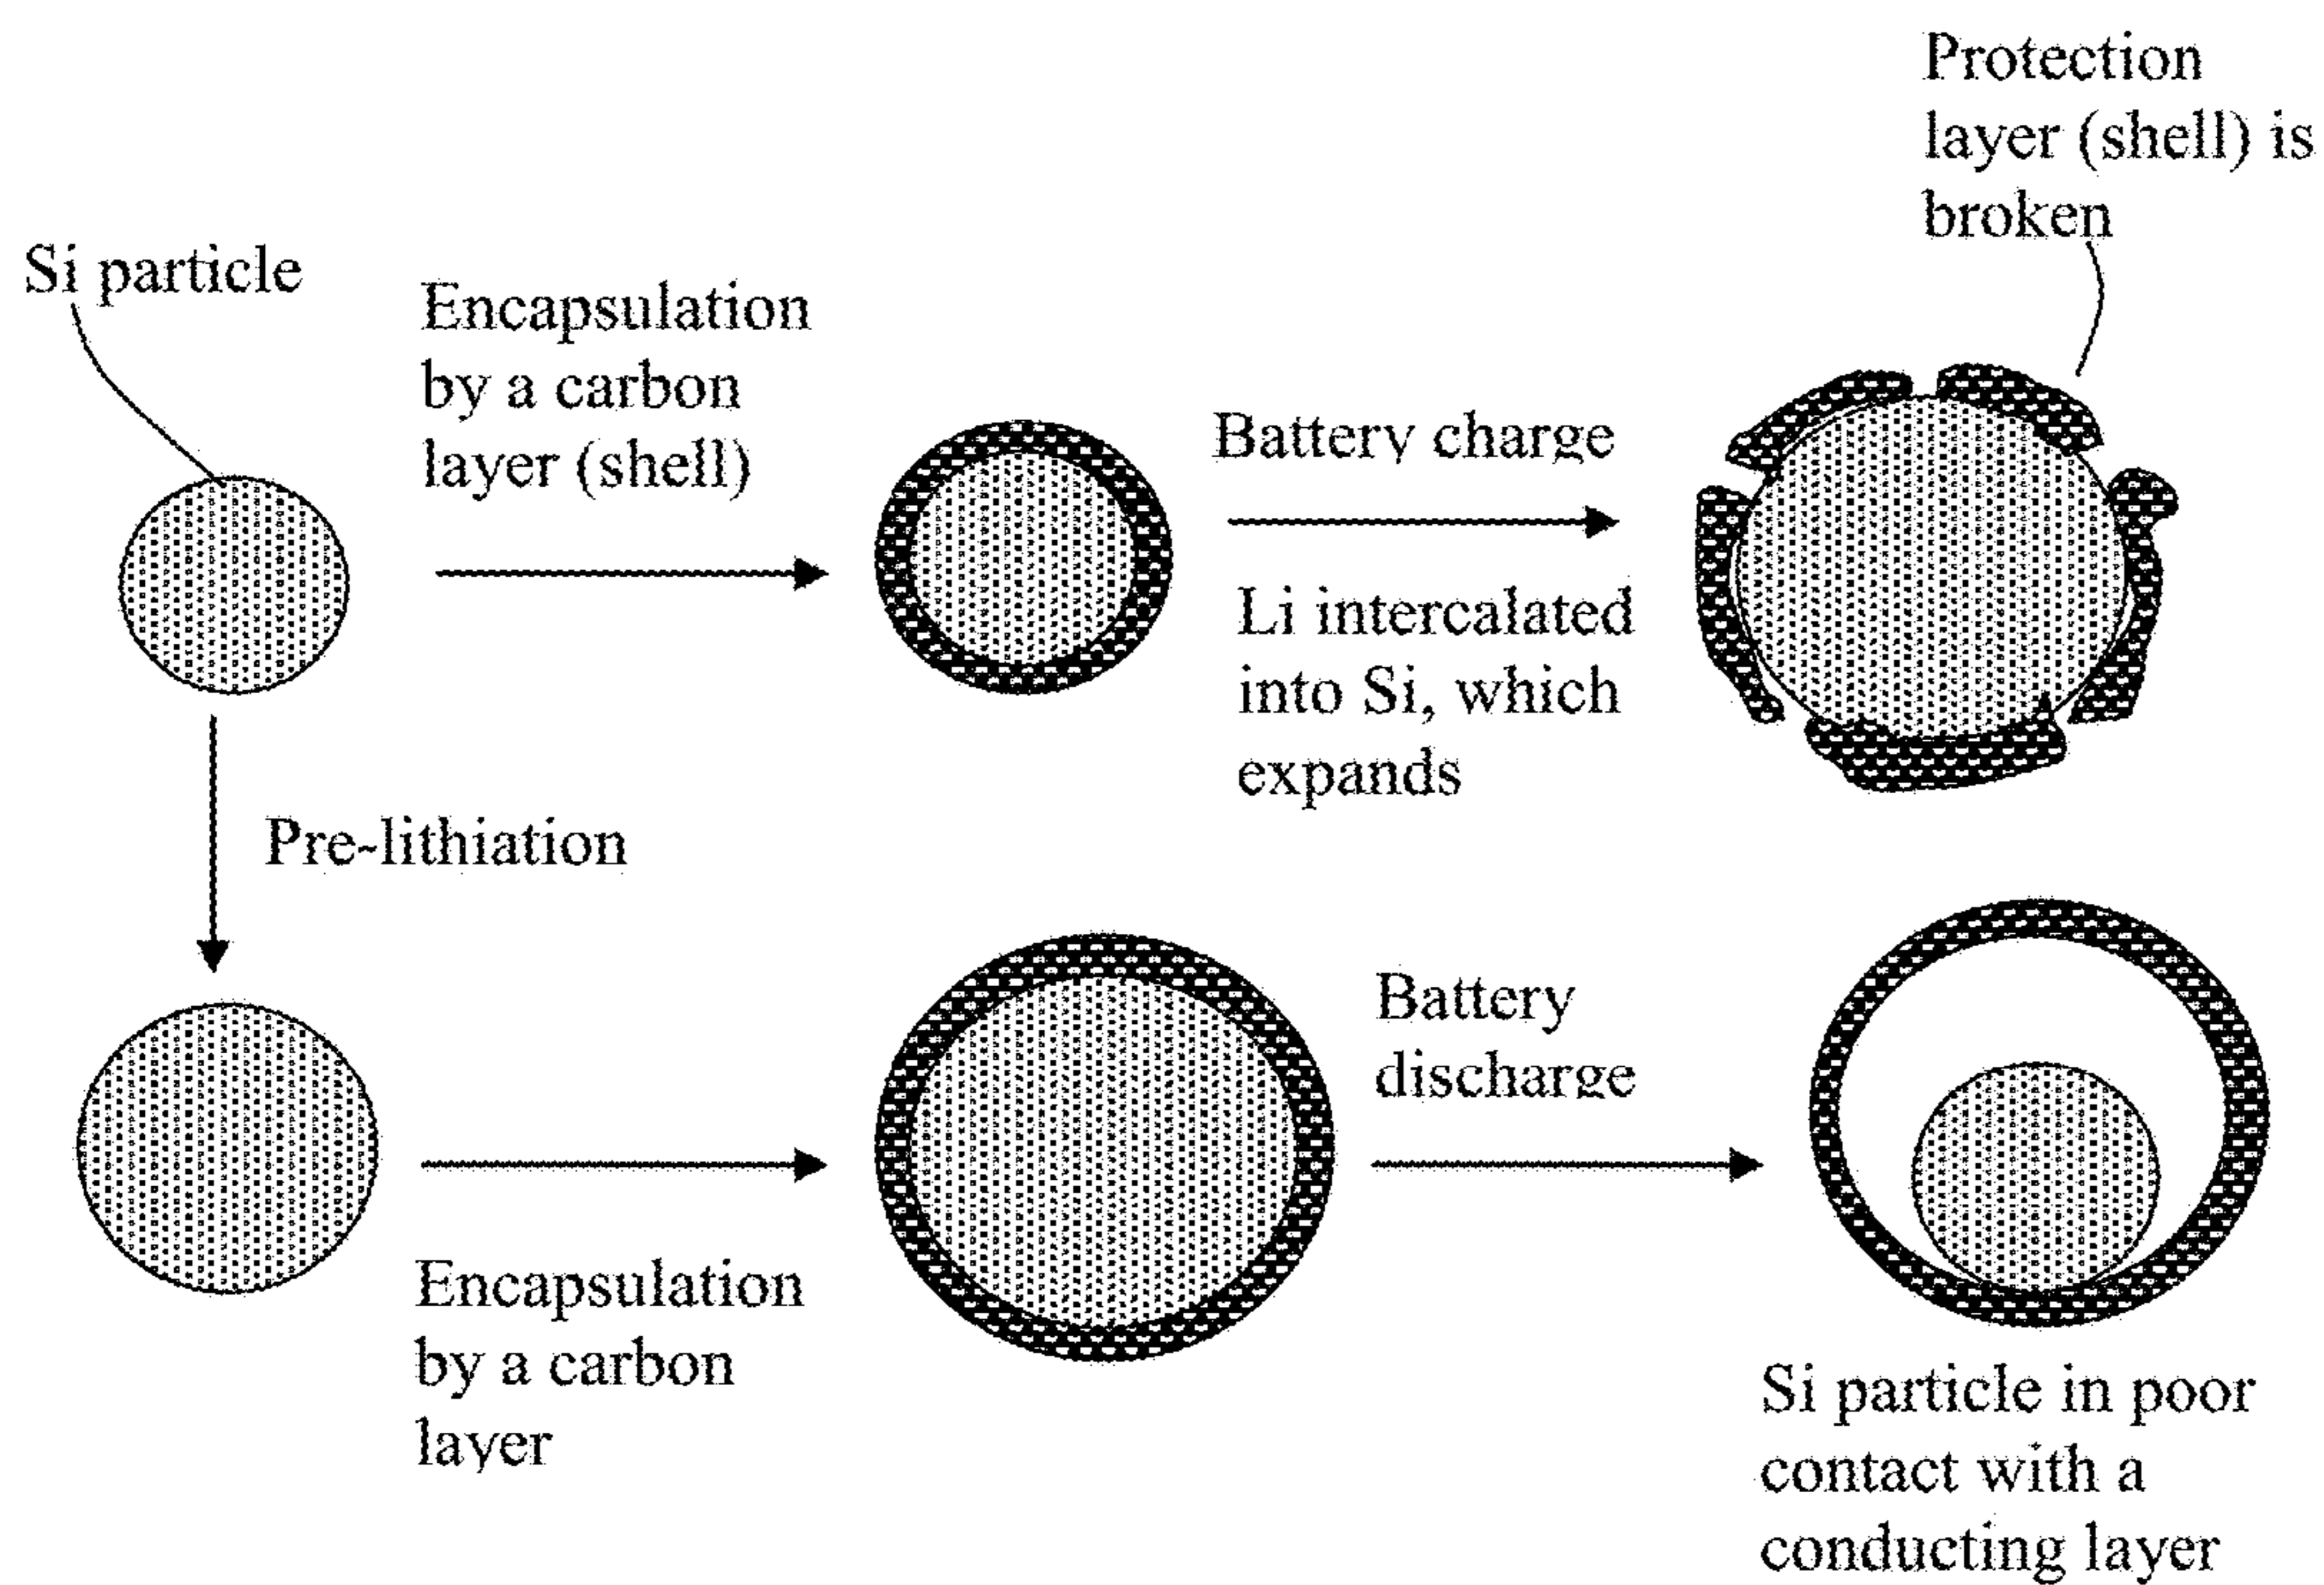 Protection
layer (shell) is
broken
Si particle
Encapsulation
by a carbon
layer (shell)
Battery charge
Li intercalated
into Si, which
expands
Pre-lithiation
Battery
discharge
Encapsulation
by a carbon
layer
Si particle in poor
contact with a
conducting layer